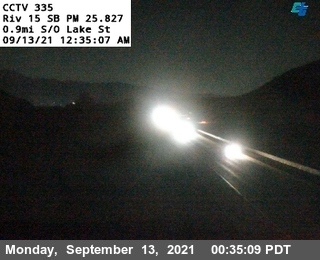 CCTV 335
Riv 15 SB PM 25.827
0.9mi S/O Lake St
09/13/21 12:35:07 AM
Monday, September 13, 2021 00:35:09 PDT